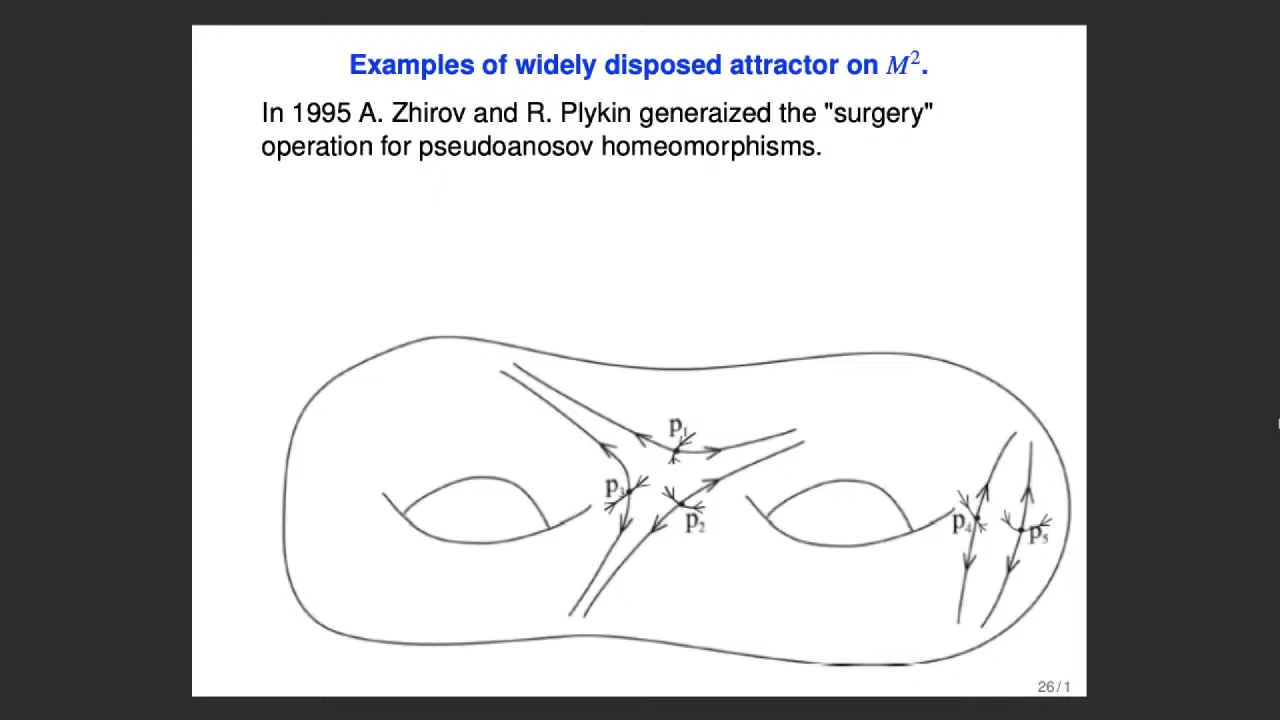 Examples of widely disposed attractor on M².
In 1995 A. Zhirov and R. Plykin generaized the "surgery"
operation for pseudoanosov homeomorphisms.
p₁
p₃
p₂
p₄
p₅
26/1